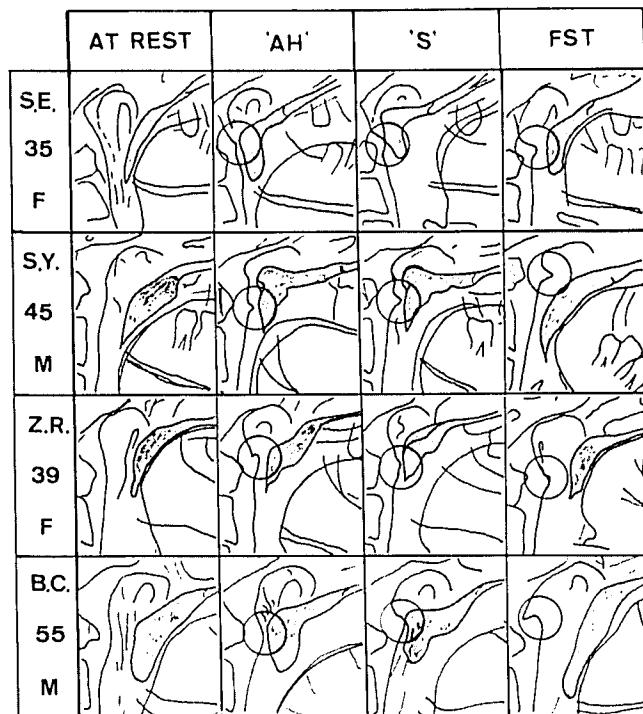 AT REST 'AH' 'S' FST
S.E.
35
F
S.Y.
45
M
Z.R.
39
F
B.C.
55
M